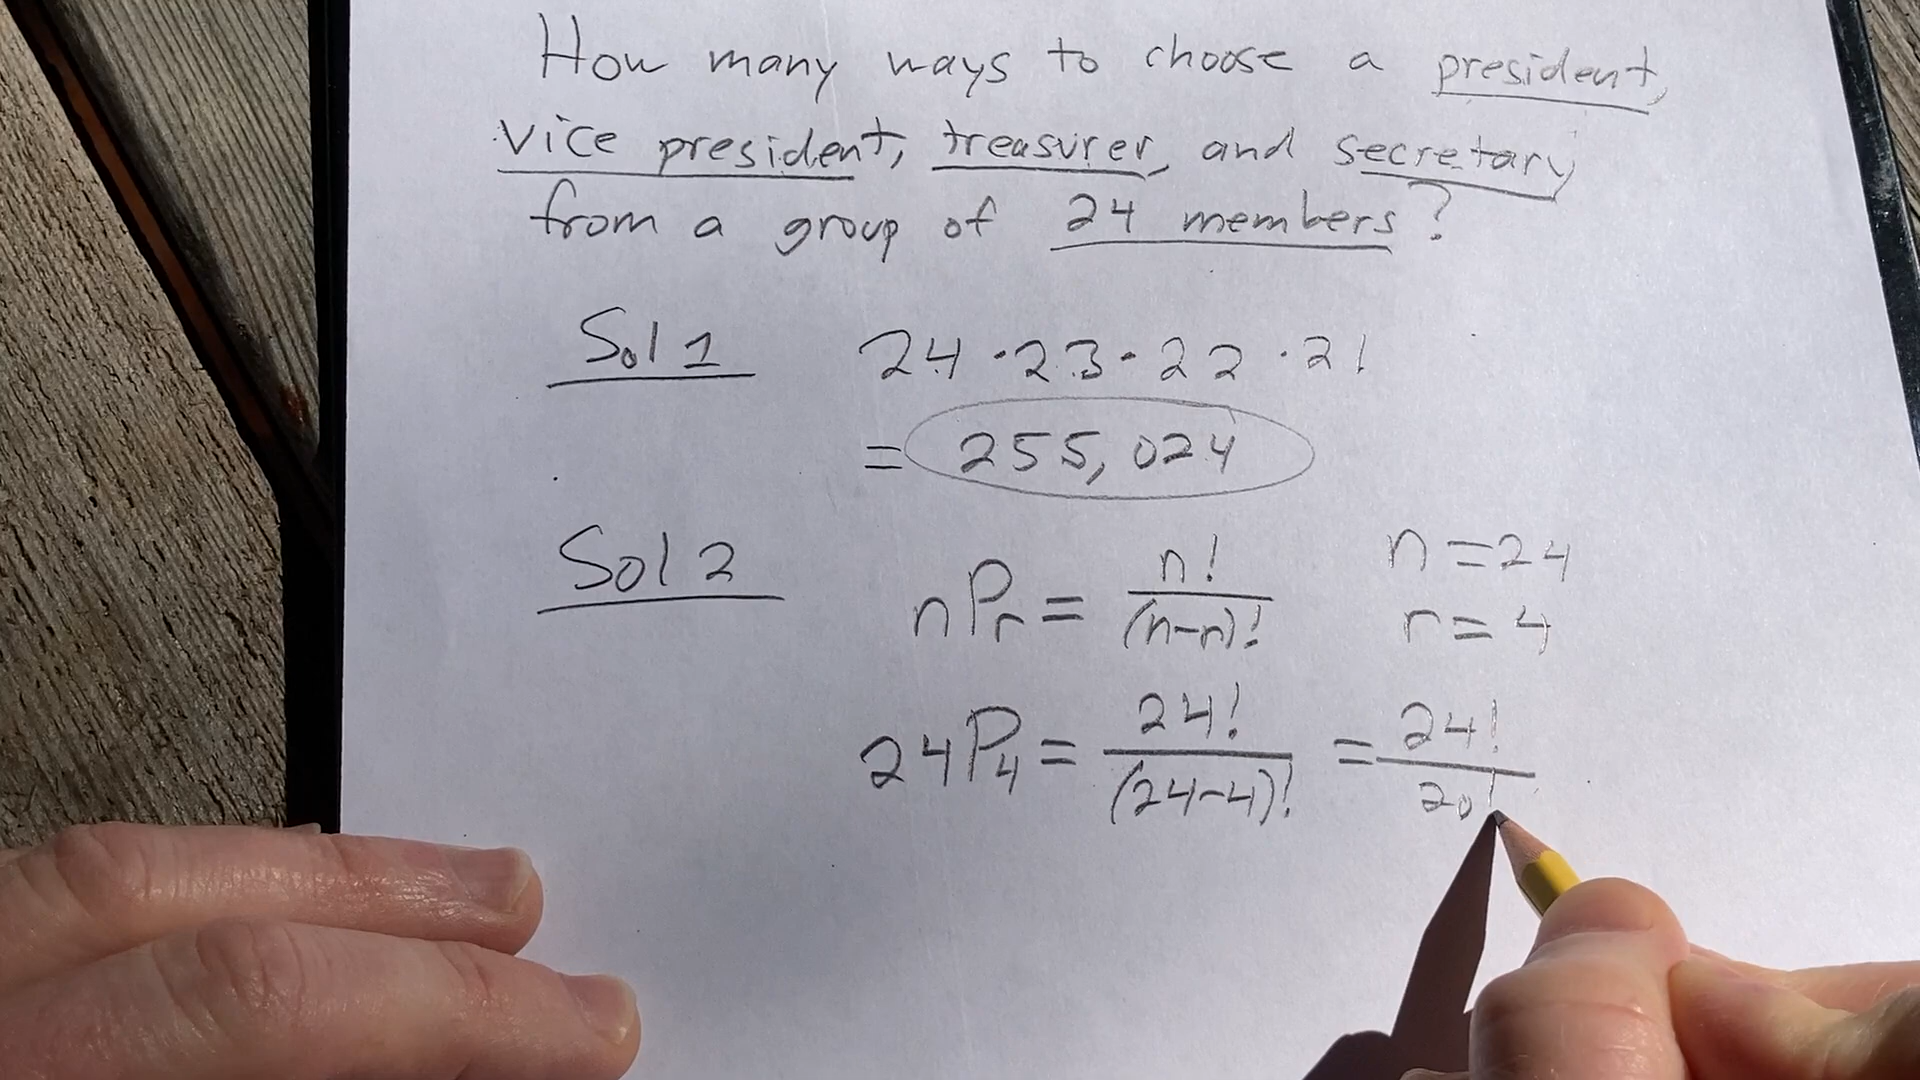 How many ways to choose a president,
vice president, treasurer, and secretary
from a group of 24 members?
Sol 1 24 · 23 · 22 · 21
= 255,024
Sol 2 nPr = n! / (n-r)! n = 24
r = 4
24P4 = 24! / (24-4)! = 24! / 20!